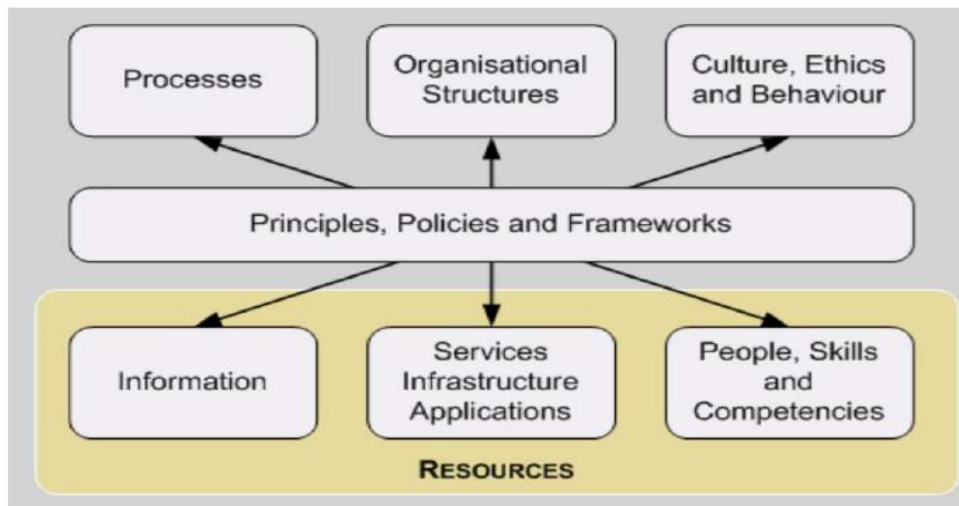 Processes
Organisational
Structures
Culture, Ethics
and Behaviour
Principles, Policies and Frameworks
Information
Services
Infrastructure
Applications
People, Skills
and
Competencies
RESOURCES